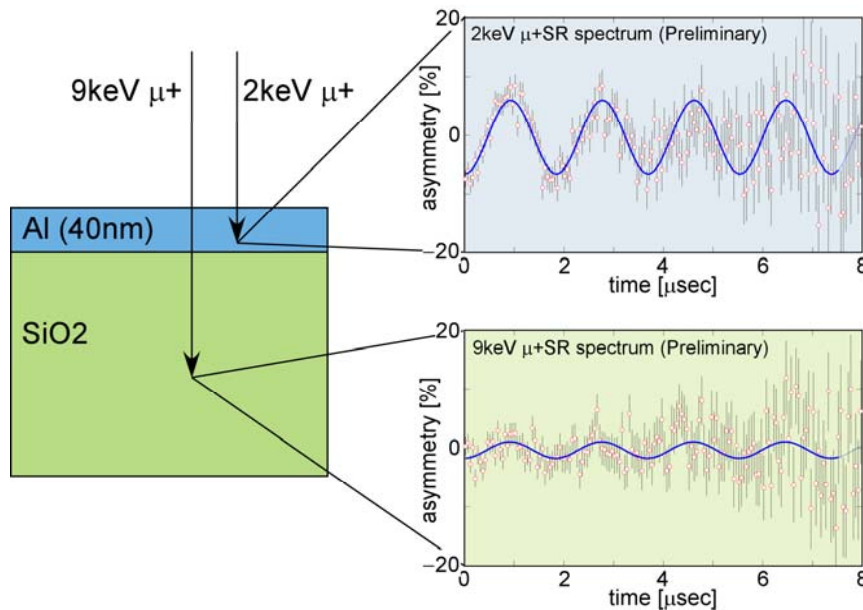 9keV μ+
2keV μ+
Al (40nm)
SiO2
2keV μ+SR spectrum (Preliminary)
asymmetry [%]
20
0
−20
0 2 4 6 8
time [μsec]
9keV μ+SR spectrum (Preliminary)
asymmetry [%]
20
0
−20
0 2 4 6 8
time [μsec]